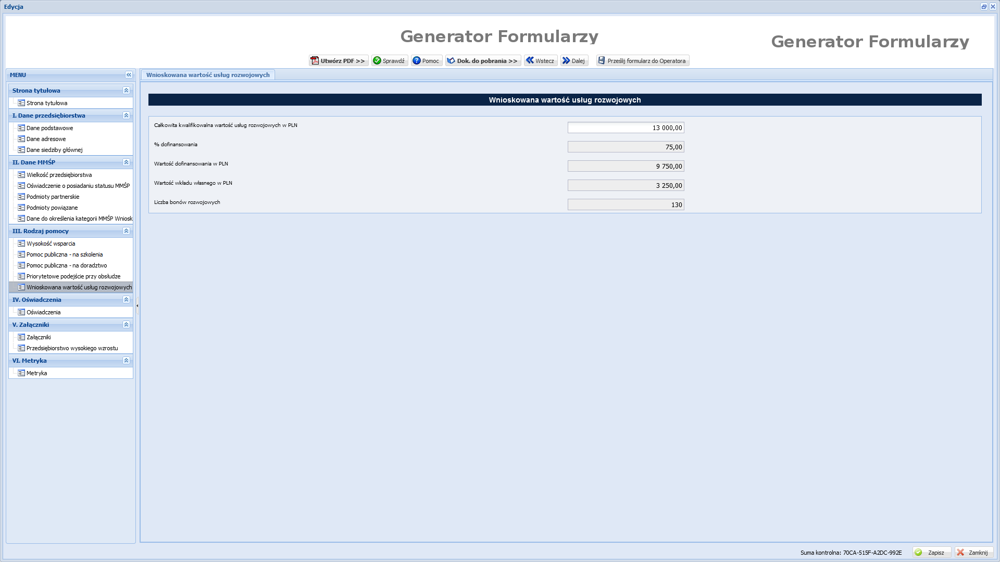 Edycja
Generator Formularzy
Generator Formularzy
Utwórz PDF >> Sprawdź Pomoc Dok. do pobrania >> Wstecz Dalej Prześlij formularz do Operatora
MENU
Strona tytułowa
Strona tytułowa
I. Dane przedsiębiorstwa
Dane podstawowe
Dane adresowe
Dane siedziby głównej
II. Dane MMŚP
Wielkość przedsiębiorstwa
Oświadczenie o posiadaniu statusu MMŚP
Podmioty partnerskie
Podmioty powiązane
Dane do określenia kategorii MMŚP Wniosk
III. Rodzaj pomocy
Wysokość wsparcia
Pomoc publiczna - na szkolenia
Pomoc publiczna - na doradztwo
Priorytetowe podejście przy obsłudze
Wnioskowana wartość usług rozwojowych
IV. Oświadczenia
Oświadczenia
V. Załączniki
Załączniki
Przedsiębiorstwo wysokiego wzrostu
VI. Metryka
Metryka
Wnioskowana wartość usług rozwojowych
Wnioskowana wartość usług rozwojowych
Całkowita kwalifikowalna wartość usług rozwojowych w PLN 13 000,00
% dofinansowania 75,00
Wartość dofinansowania w PLN 9 750,00
Wartość wkładu własnego w PLN 3 250,00
Liczba bonów rozwojowych 130
Suma kontrolna: 70CA-515F-A2DC-992E Zapisz Zamknij